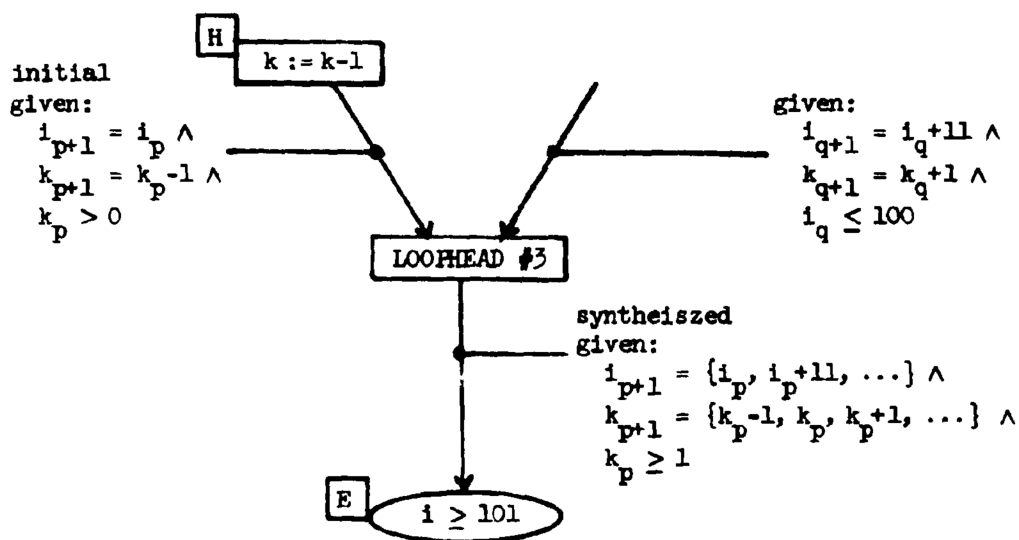 H
k := k-1
initial
given:
i_{p+1} = i_p ∧
k_{p+1} = k_p-1 ∧
k_p > 0
given:
i_{q+1} = i_q+11 ∧
k_{q+1} = k_q+1 ∧
i_q ≤ 100
LOOPHEAD #3
syntheiszed
given:
i_{p+1} = {i_p, i_p+11, ...} ∧
k_{p+1} = {k_p-1, k_p, k_p+1, ...} ∧
k_p ≥ 1
E
i ≥ 101